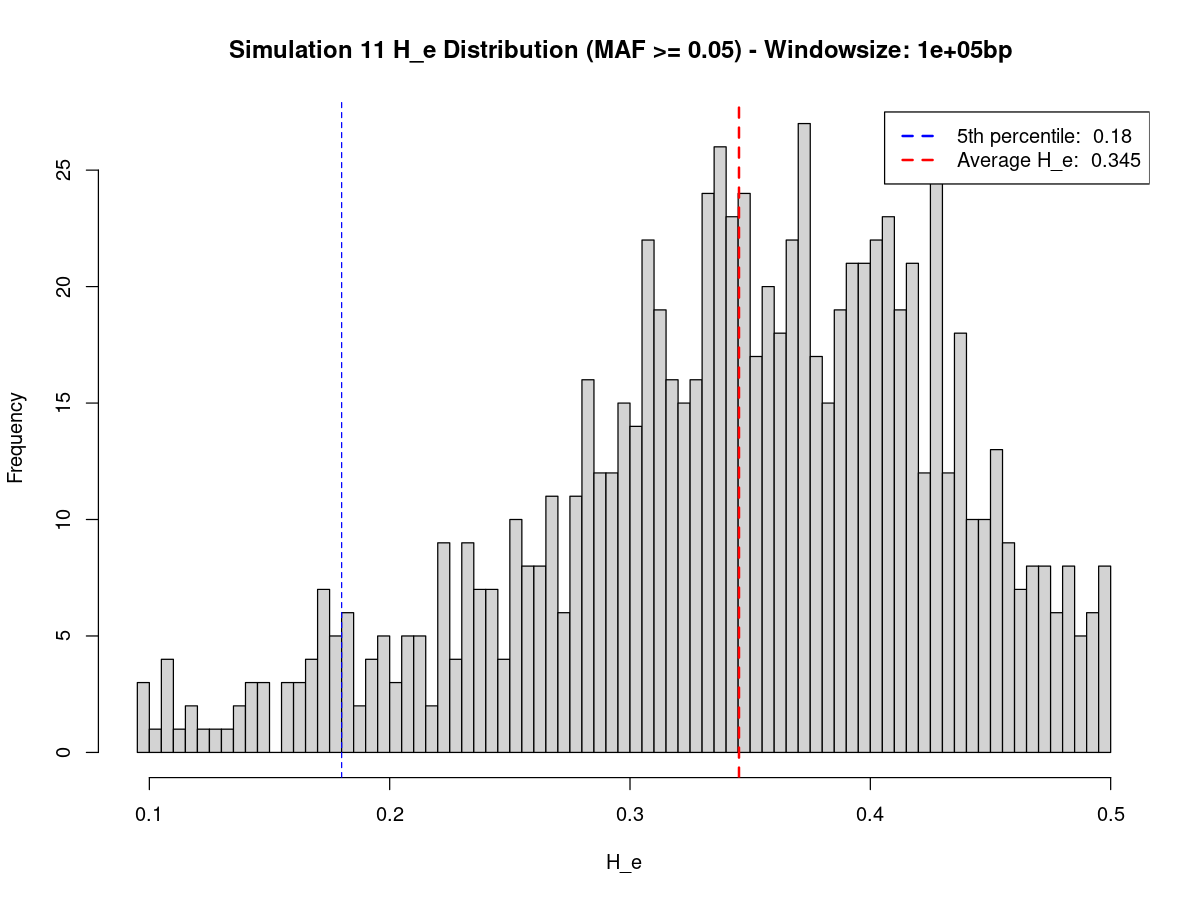 Simulation 11 H_e Distribution (MAF >= 0.05) - Windowsize: 1e+05bp
5th percentile: 0.18
Average H_e: 0.345
Frequency
25
20
15
10
5
0
0.1 0.2 0.3 0.4 0.5
H_e